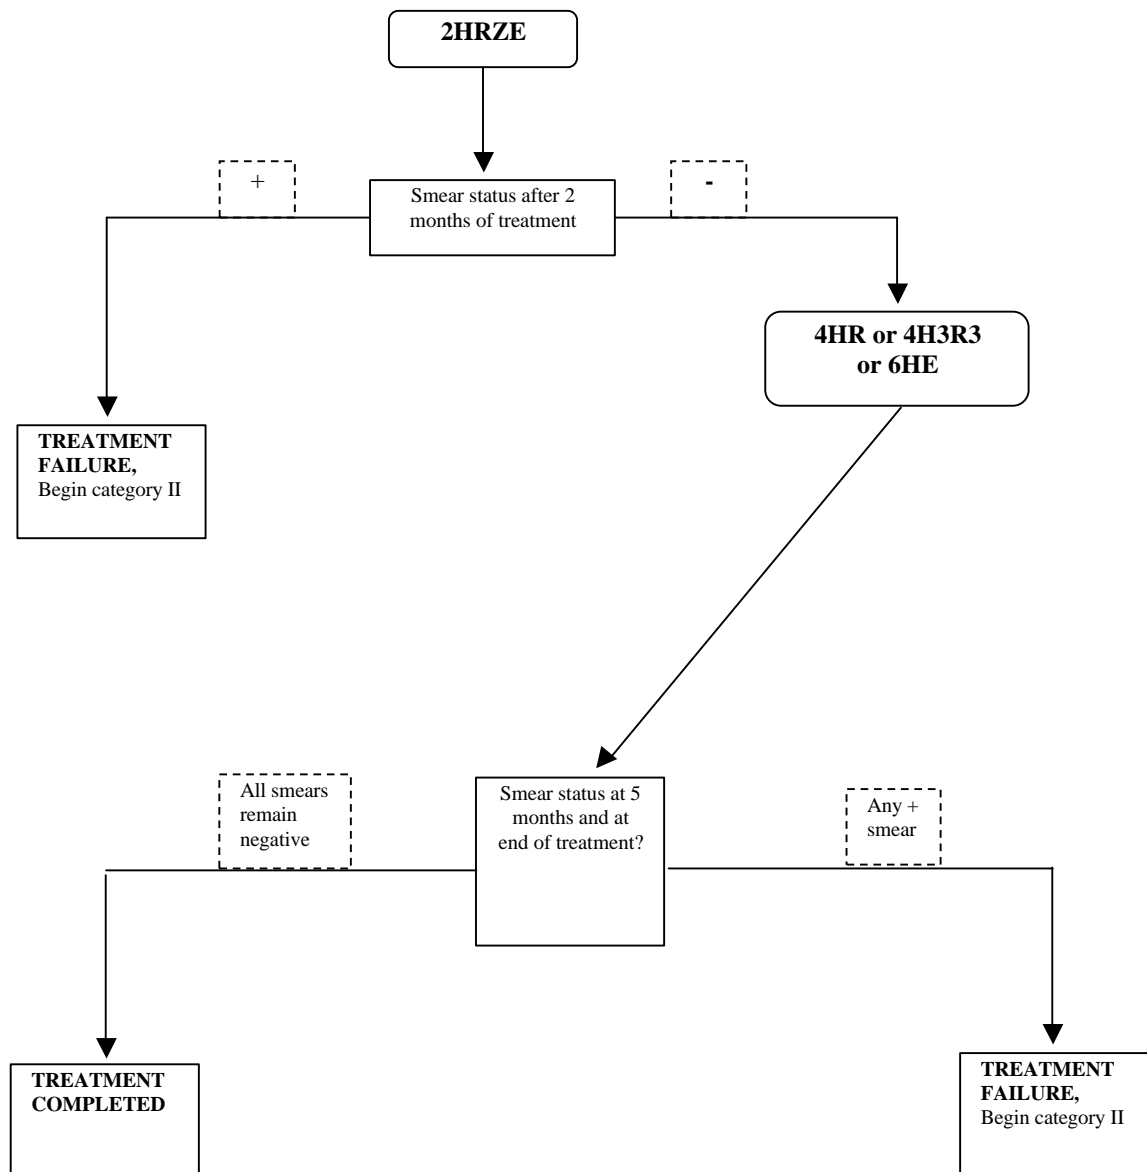 2HRZE
+
Smear status after 2
months of treatment
-
4HR or 4H3R3
or 6HE
TREATMENT
FAILURE,
Begin category II
All smears
remain
negative
Smear status at 5
months and at
end of treatment?
Any +
smear
TREATMENT
COMPLETED
TREATMENT
FAILURE,
Begin category II